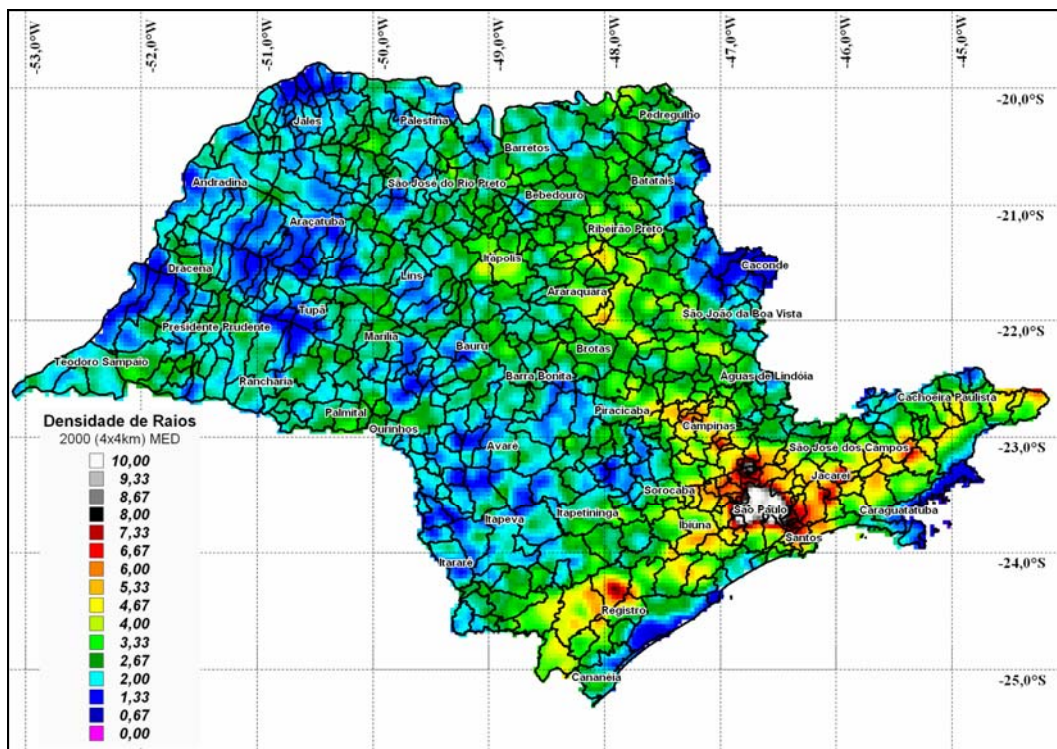 -53,0°W
-52,0°W
-51,0°W
-50,0°W
-49,0°W
-48,0°W
-47,0°W
-46,0°W
-45,0°W
-20,0°S
Pedregulho
Jales
Palestina
Barretos
Andradina
São José do Rio Preto
Batatais
Bebedouro
-21,0°S
Araçatuba
Ribeirão Preto
Dracena
Lins
Itápolis
Caconde
Araraquara
Tupã
São João da Boa Vista
-22,0°S
Presidente Prudente
Marília
Bauru
Brotas
Teodoro Sampaio
Rancharia
Barra Bonita
Águas de Lindóia
Cachoeira Paulista
Palmital
Piracicaba
Ourinhos
Campinas
-23,0°S
Avaré
São José dos Campos
Sorocaba
Jacareí
Itapeva
Itapetininga
Ibiuna
São Paulo
Caraguatatuba
Santos
-24,0°S
Itararé
Registro
Cananéia
-25,0°S
Densidade de Raios
2000 (4x4km) MED
10,00
9,33
8,67
8,00
7,33
6,67
6,00
5,33
4,67
4,00
3,33
2,67
2,00
1,33
0,67
0,00